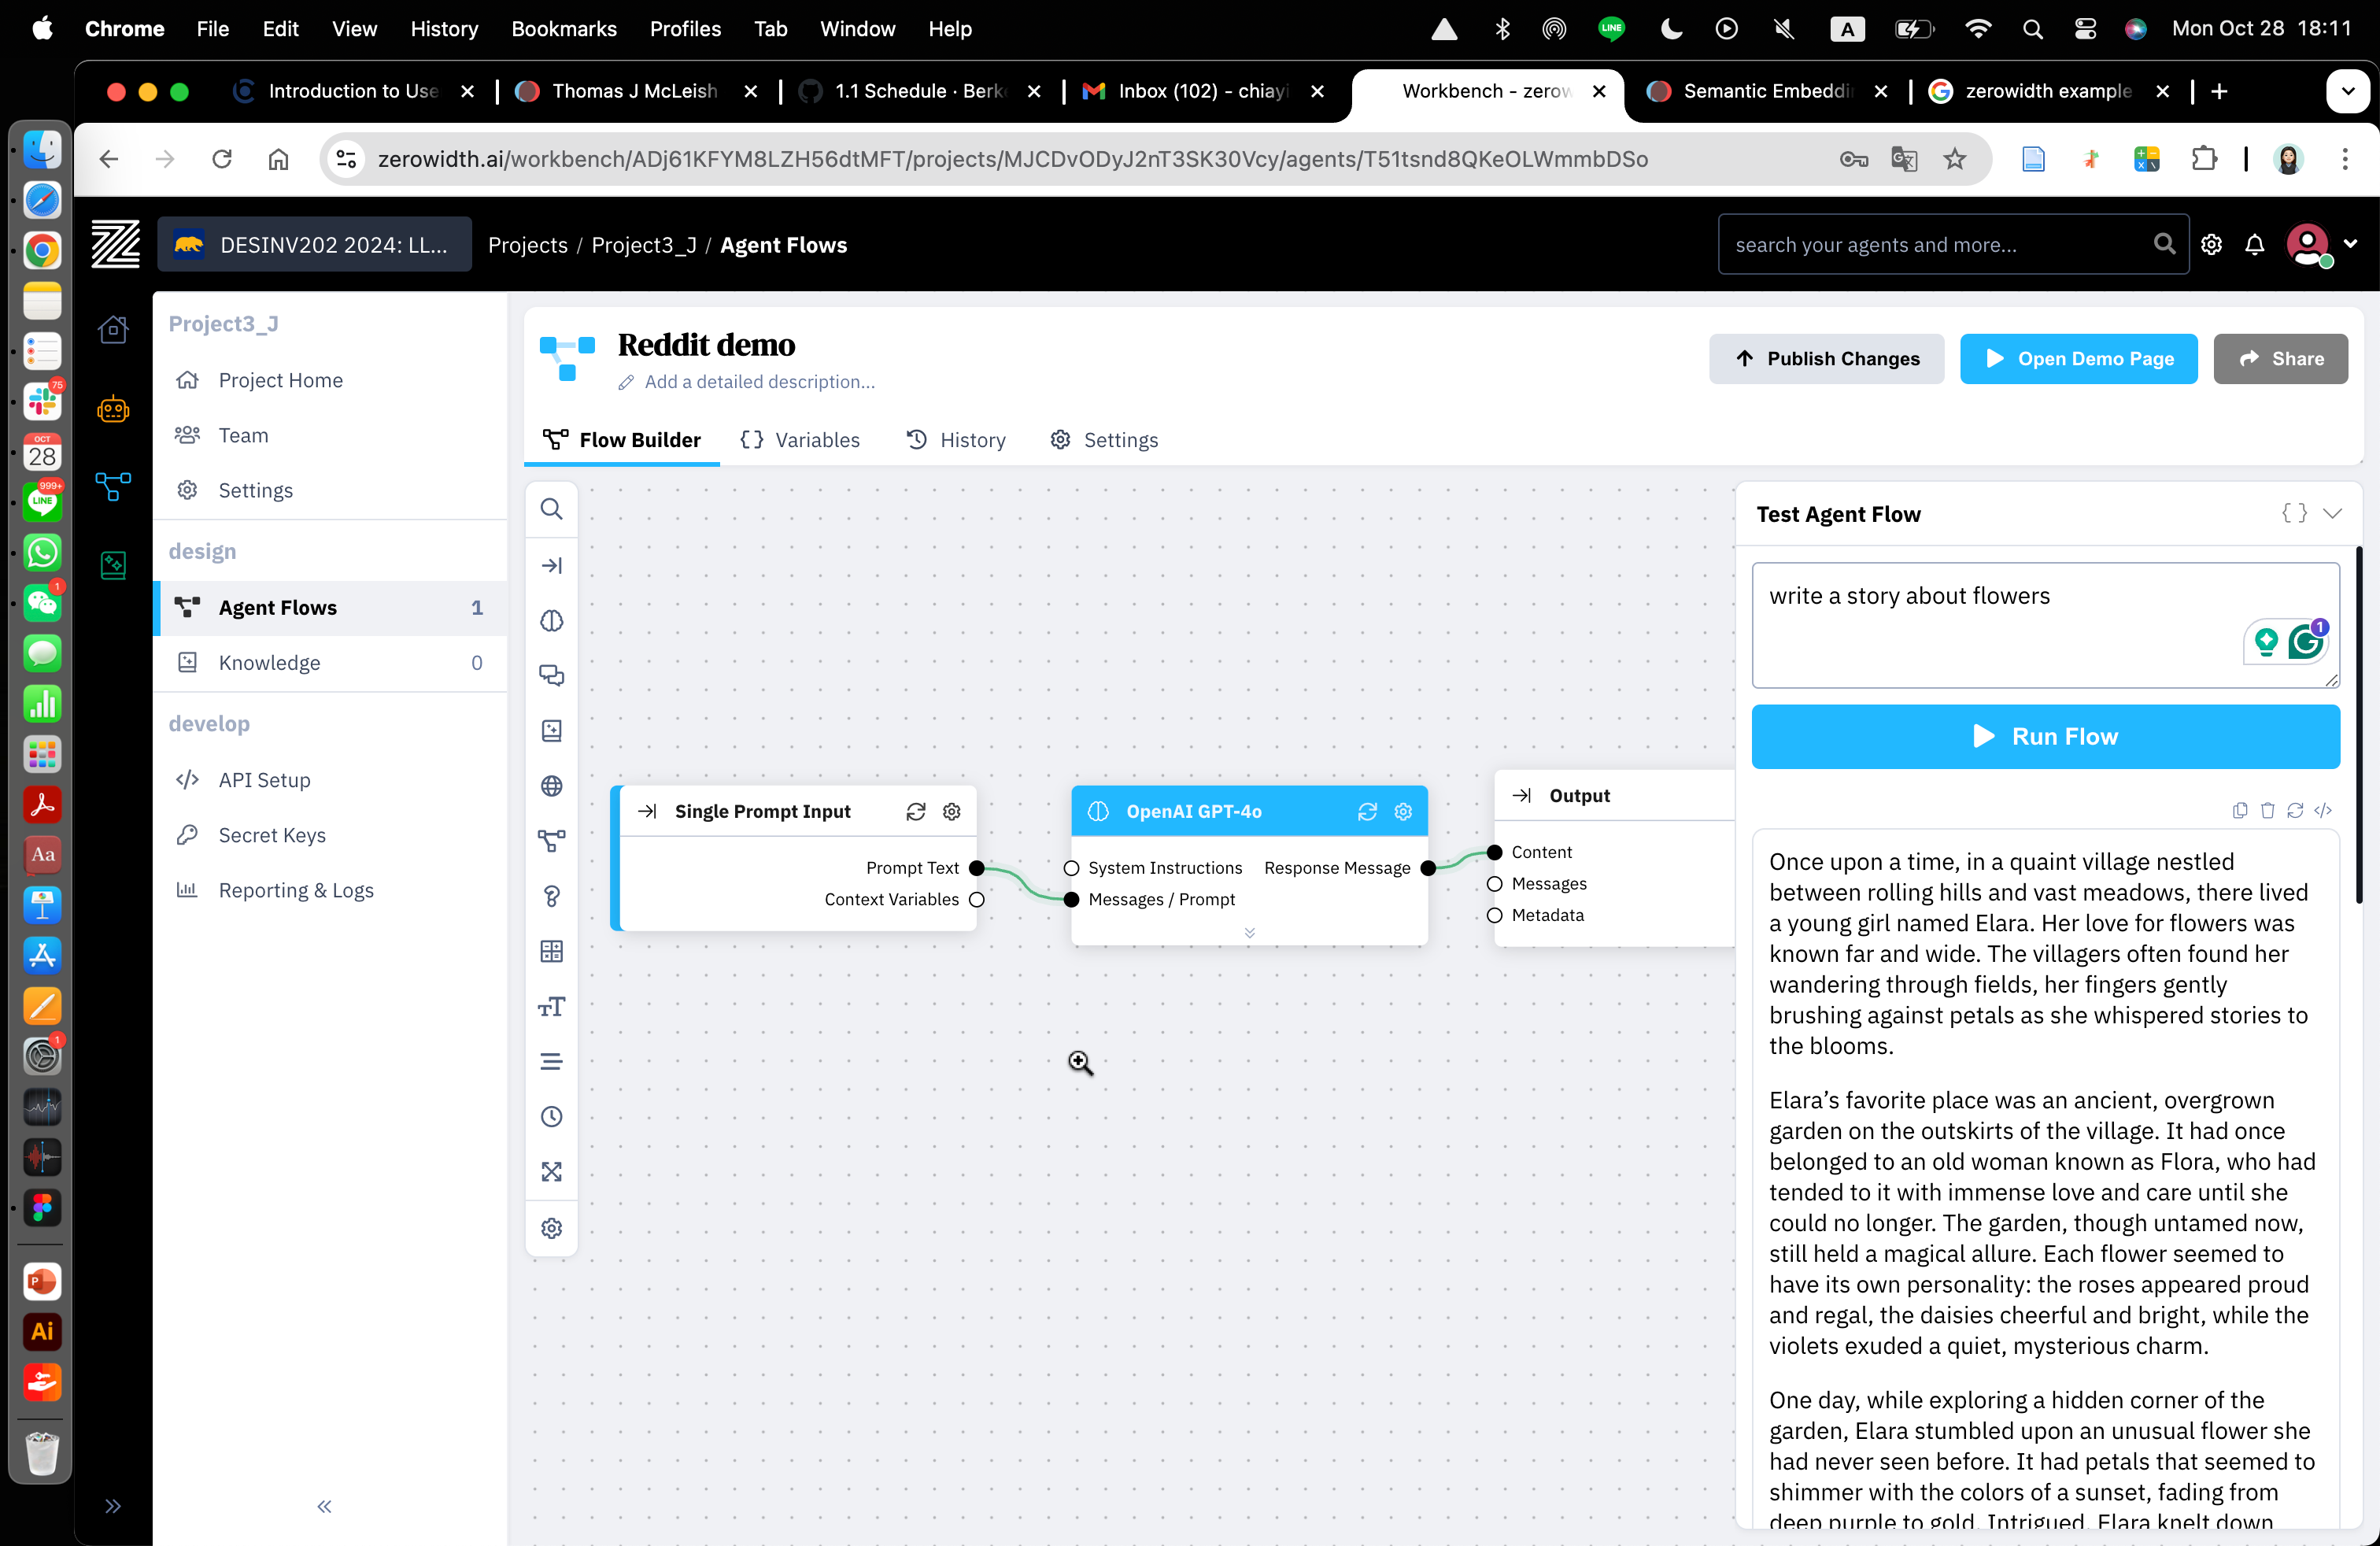 Chrome File Edit View History Bookmarks Profiles Tab Window Help
LINE A Mon Oct 28 18:11
Introduction to Use
Thomas J McLeish
1.1 Schedule · Berk
Inbox (102) - chiayi
Workbench - zerow
Semantic Embeddi
zerowidth example
zerowidth.ai/workbench/ADj61KFYM8LZH56dtMFT/projects/MJCDvODyJ2nT3SK30Vcy/agents/T51tsnd8QKeOLWmmbDSo
DESINV202 2024: LL...
Projects / Project3_J / Agent Flows
search your agents and more...
75
OCT
28
999+
LINE
1
Aa
1
P
Ai
Project3_J
Project Home
Team
Settings
design
Agent Flows 1
Knowledge 0
develop
API Setup
Secret Keys
Reporting & Logs
Reddit demo
Add a detailed description...
Publish Changes
Open Demo Page
Share
Flow Builder
Variables
History
Settings
Single Prompt Input
Prompt Text
Context Variables
OpenAI GPT-4o
System Instructions Response Message
Messages / Prompt
Output
Content
Messages
Metadata
Test Agent Flow
write a story about flowers
1
Run Flow
Once upon a time, in a quaint village nestled
between rolling hills and vast meadows, there lived
a young girl named Elara. Her love for flowers was
known far and wide. The villagers often found her
wandering through fields, her fingers gently
brushing against petals as she whispered stories to
the blooms.
Elara’s favorite place was an ancient, overgrown
garden on the outskirts of the village. It had once
belonged to an old woman known as Flora, who had
tended to it with immense love and care until she
could no longer. The garden, though untamed now,
still held a magical allure. Each flower seemed to
have its own personality: the roses appeared proud
and regal, the daisies cheerful and bright, while the
violets exuded a quiet, mysterious charm.
One day, while exploring a hidden corner of the
garden, Elara stumbled upon an unusual flower she
had never seen before. It had petals that seemed to
shimmer with the colors of a sunset, fading from
deep purple to gold. Intrigued, Elara knelt down